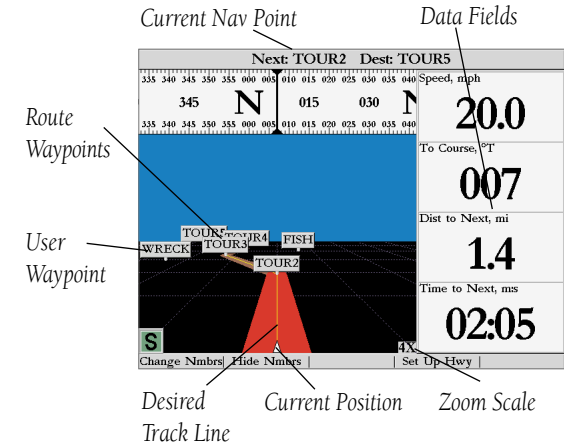 Current Nav Point
Data Fields
Next: TOUR2 Dest: TOUR5
335 340 345 350 355 000 005 010 015 020 025 030 035 040
345 N 015 030 N
335 340 345 350 355 000 005 010 015 020 025 030 035 040
Speed, mph
20.0
To Course, °T
007
Dist to Next, mi
1.4
Time to Next, m:s
02:05
Route
Waypoints
User
Waypoint
TOUR5
TOUR4
TOUR3
FISH
WRECK
TOUR2
S
4X
Change Nmbrs Hide Nmbrs Set Up Hwy
Desired
Track Line
Current Position
Zoom Scale